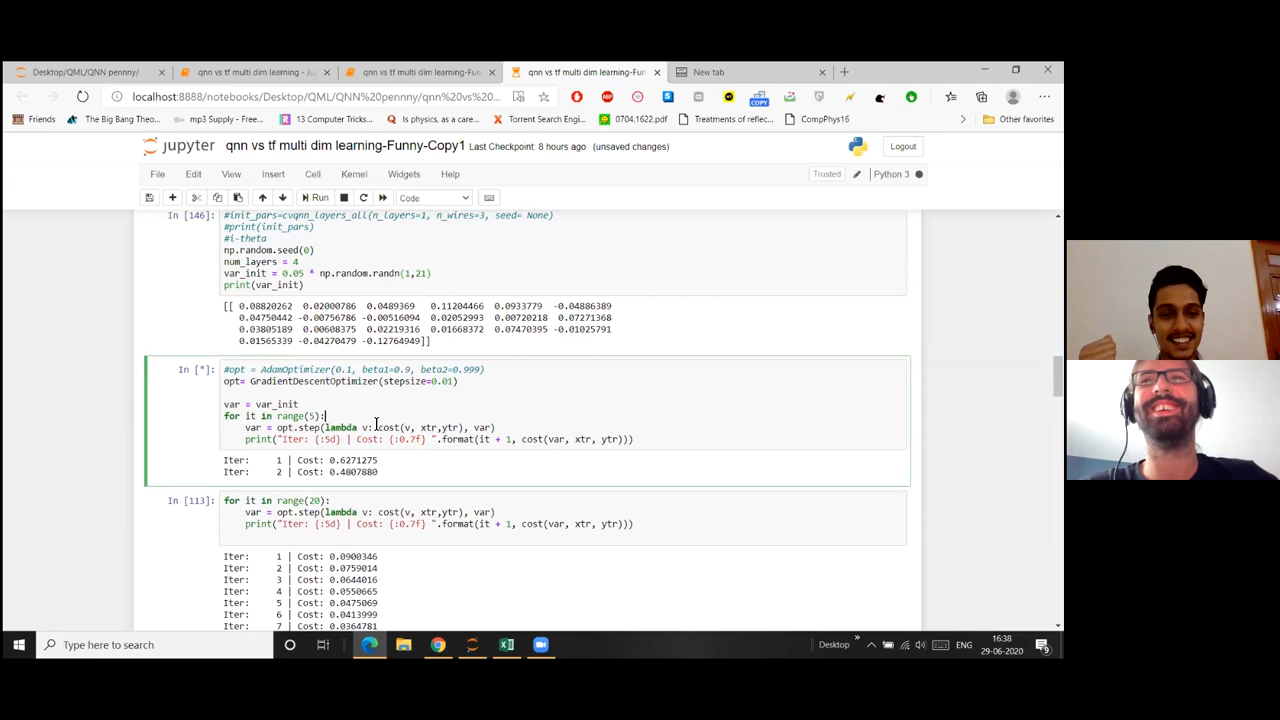 Desktop/QML/QNN pennny/
qnn vs tf multi dim learning - Ju
qnn vs tf multi dim learning-Fun
qnn vs tf multi dim learning-Fun
New tab
localhost:8888/notebooks/Desktop/QML/QNN%20pennny/qnn%20vs%20...
ABP
COPY
Friends
The Big Bang Theo...
mp3 Supply - Free...
13 Computer Tricks...
Is physics, as a care...
Torrent Search Engi...
0704.1622.pdf
Treatments of reflec...
CompPhys16
Other favorites
jupyter
qnn vs tf multi dim learning-Funny-Copy1 Last Checkpoint: 8 hours ago (unsaved changes)
Logout
File Edit View Insert Cell Kernel Widgets Help
Trusted
Python 3
Run
Code
In [146]: #init_pars=cvqnn_layers_all(n_layers=1, n_wires=3, seed= None)
#print(init_pars)
#i-theta
np.random.seed(0)
num_layers = 4
var_init = 0.05 * np.random.randn(1,21)
print(var_init)
[[ 0.08820262 0.02000786 0.0489369 0.11204466 0.0933779 -0.04886389
0.04750442 -0.00756786 -0.00516094 0.02052993 0.00720218 0.07271368
0.03805189 0.00608375 0.02219316 0.01668372 0.07470395 -0.01025791
0.01565339 -0.04270479 -0.12764949]]
In [*]: #opt = AdamOptimizer(0.1, beta1=0.9, beta2=0.999)
opt= GradientDescentOptimizer(stepsize=0.01)
var = var_init
for it in range(5):
var = opt.step(lambda v: cost(v, xtr,ytr), var)
print("Iter: {:5d} | Cost: {:0.7f} ".format(it + 1, cost(var, xtr, ytr)))
Iter: 1 | Cost: 0.6271275
Iter: 2 | Cost: 0.4807880
In [113]: for it in range(20):
var = opt.step(lambda v: cost(v, xtr,ytr), var)
print("Iter: {:5d} | Cost: {:0.7f} ".format(it + 1, cost(var, xtr, ytr)))
Iter: 1 | Cost: 0.0900346
Iter: 2 | Cost: 0.0759014
Iter: 3 | Cost: 0.0644016
Iter: 4 | Cost: 0.0550665
Iter: 5 | Cost: 0.0475069
Iter: 6 | Cost: 0.0413999
Iter: 7 | Cost: 0.0364781
Type here to search
Desktop
ENG
16:38
29-06-2020
9